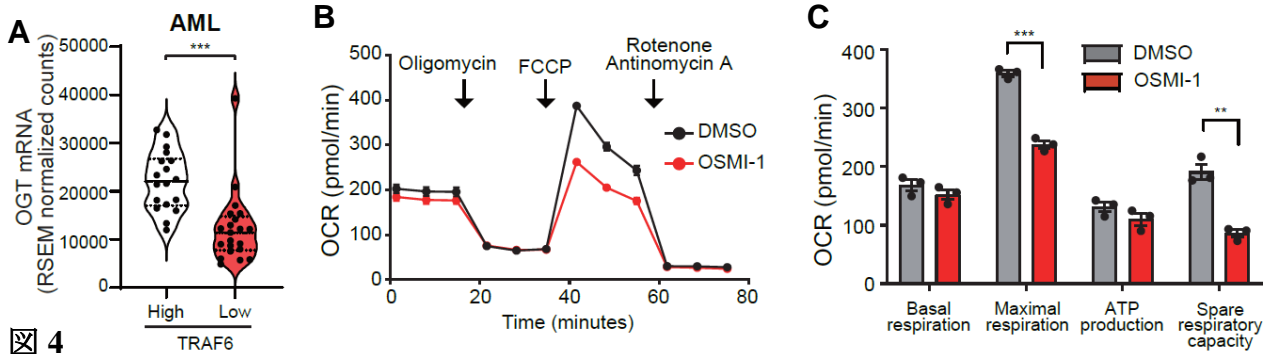 A
AML
***
OGT mRNA
(RSEM normalized counts)
50000
40000
30000
20000
10000
0
High
Low
TRAF6
図 4
B
OCR (pmol/min)
500
400
300
200
100
0
Oligomycin
FCCP
Rotenone
Antinomycin A
DMSO
OSMI-1
0
20
40
60
80
Time (minutes)
C
OCR (pmol/min)
400
300
200
100
0
***
**
DMSO
OSMI-1
Basal
respiration
Maximal
respiration
ATP
production
Spare
respiratory
capacity